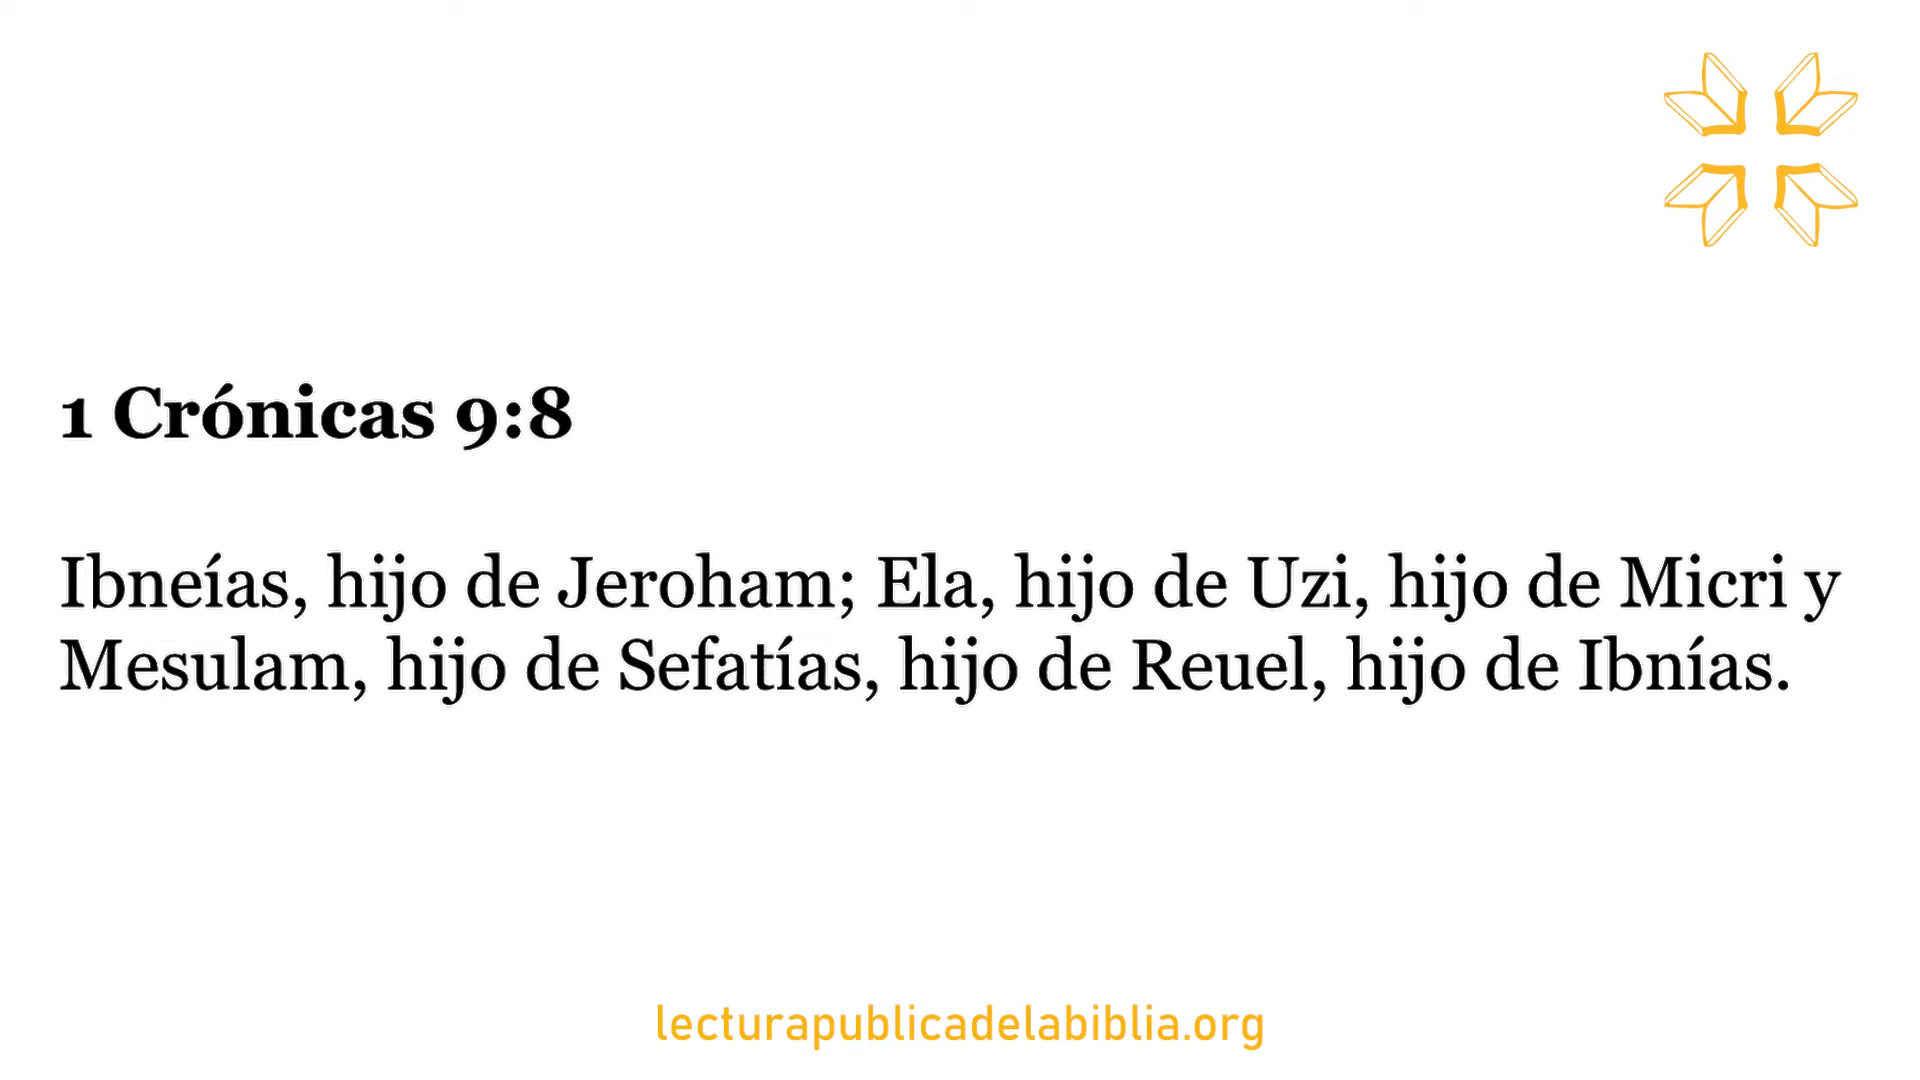 1 Crónicas 9:8
Ibneías, hijo de Jeroham; Ela, hijo de Uzi, hijo de Micri y
Mesulam, hijo de Sefatías, hijo de Reuel, hijo de Ibnías.
lecturapublicadelabiblia.org